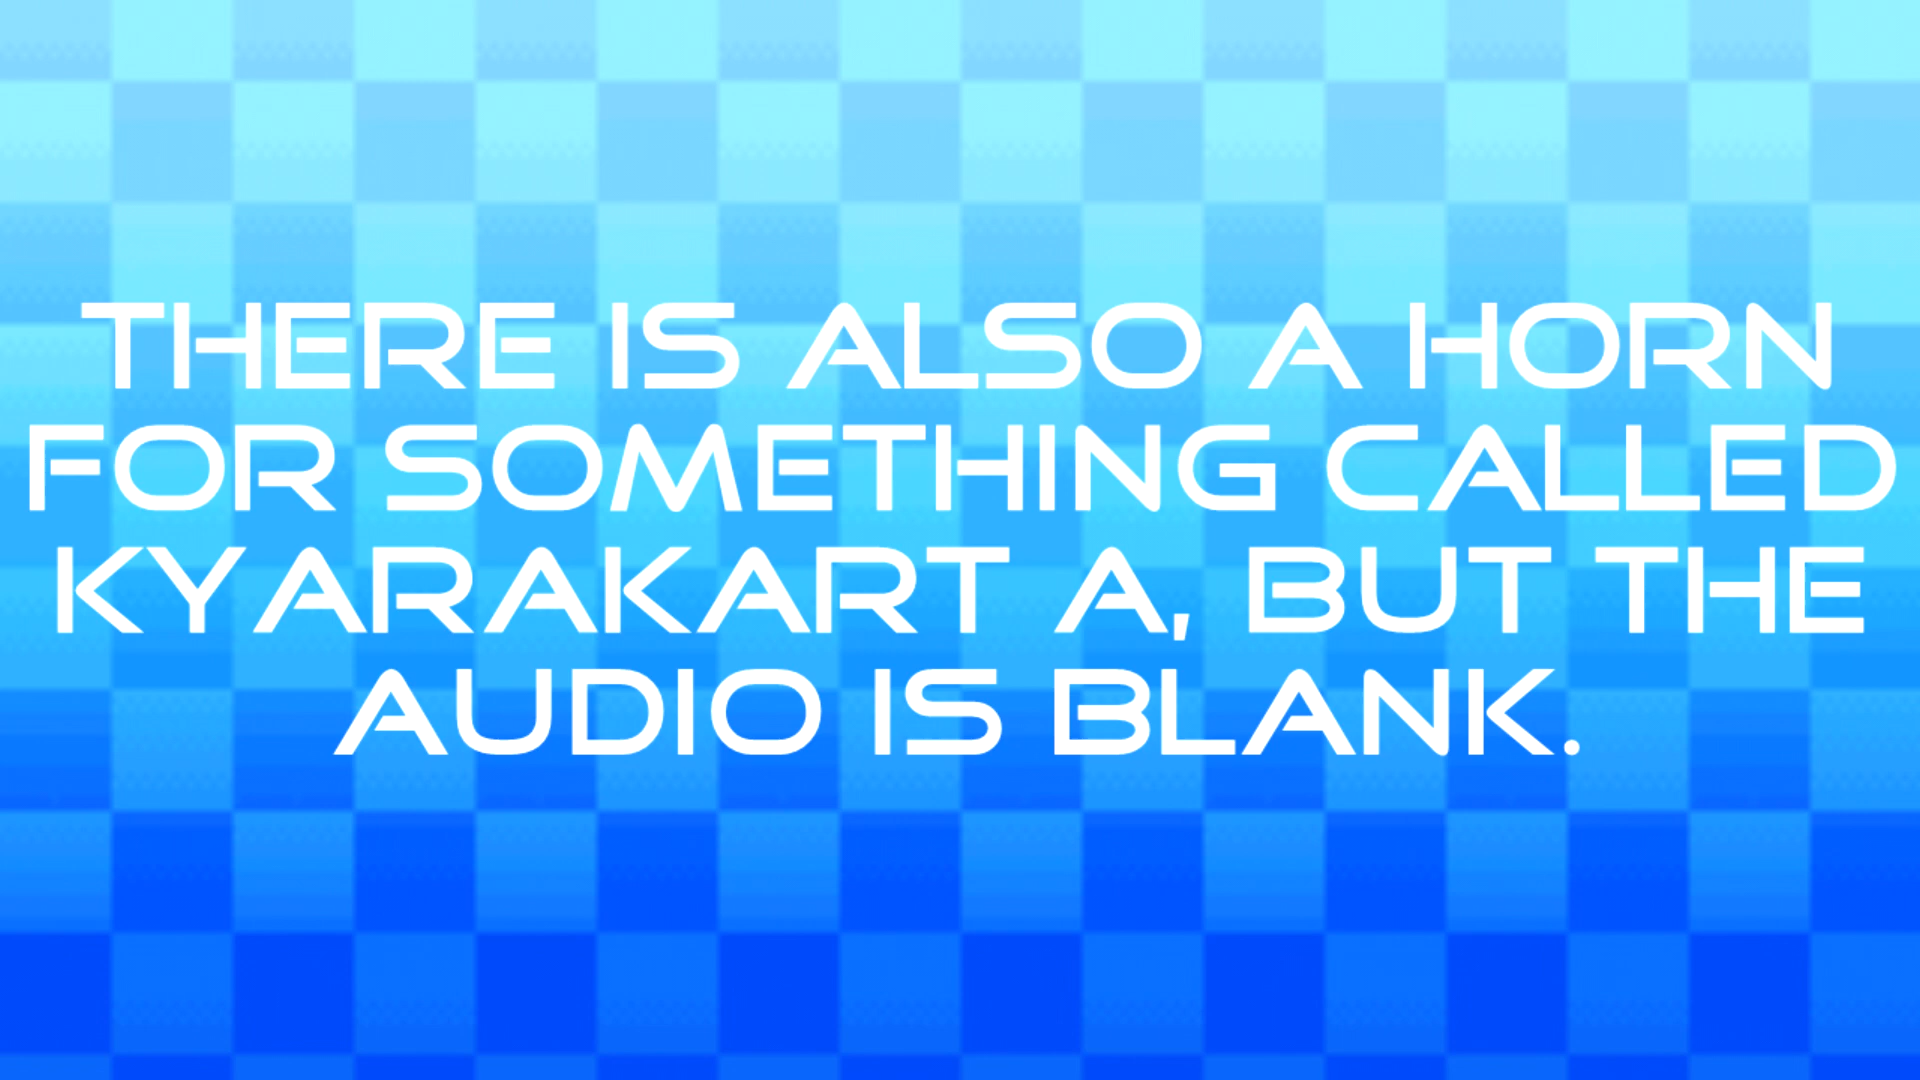 THERE IS ALSO A HORN
FOR SOMETHING CALLED
KYARAKART A, BUT THE
AUDIO IS BLANK.